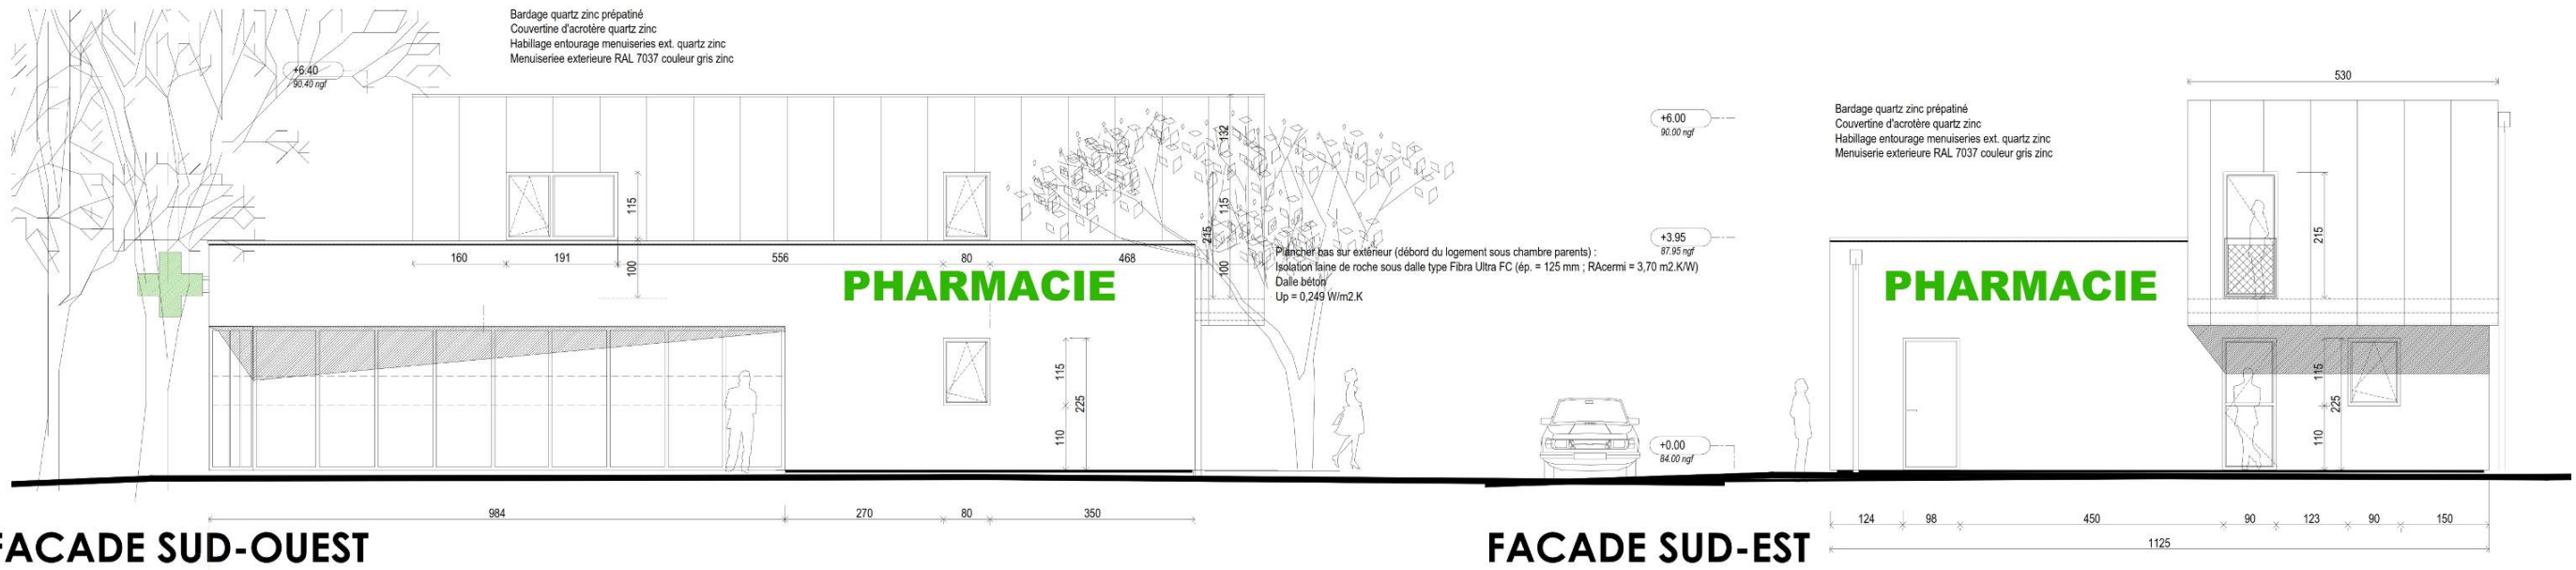 Bardage quartz zinc prépatiné
Couvertine d'acrotère quartz zinc
Habillage entourage menuiseries ext. quartz zinc
Menuiseriee exterieure RAL 7037 couleur gris zinc
+6.40
90.40 ngf
132
115
115
215
100
100
160 191 556 80 468
PHARMACIE
Plancher bas sur extérieur (débord du logement sous chambre parents) :
Isolation laine de roche sous dalle type Fibra Ultra FC (ép. = 125 mm ; RAcermi = 3,70 m2.K/W)
Dalle béton
Up = 0,249 W/m2.K
115
225
110
984 270 80 350
FACADE SUD-OUEST
+6.00
90.00 ngf
+3.95
87.95 ngf
+0.00
84.00 ngf
530
Bardage quartz zinc prépatiné
Couvertine d'acrotère quartz zinc
Habillage entourage menuiseries ext. quartz zinc
Menuiserie exterieure RAL 7037 couleur gris zinc
215
PHARMACIE
115
225
110
124 98 450 90 123 90 150
1125
FACADE SUD-EST